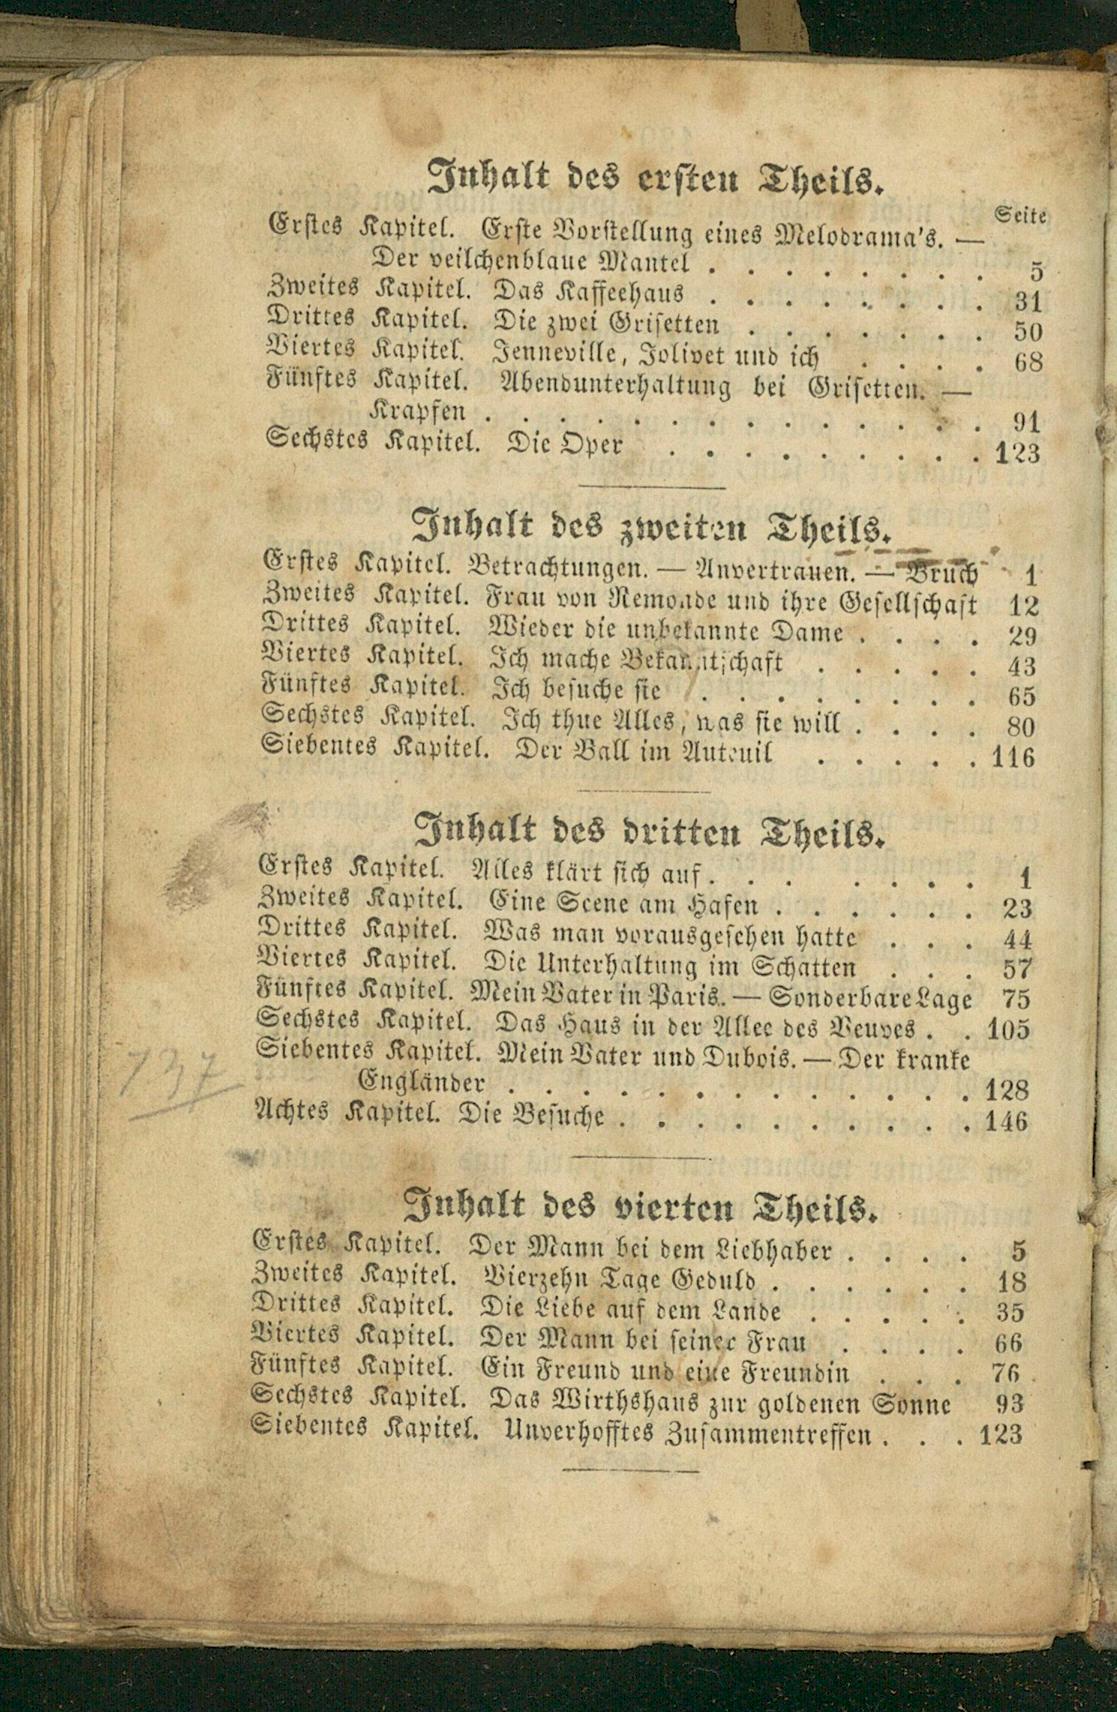 Inhalt des ersten Theils.
Seite
Erstes Kapitel. Erste Vorstellung eines Melodrama's. —
Der veilchenblaue Mantel . . . . . . . . 5
Zweites Kapitel. Das Kaffeehaus . . . . . . . . 31
Drittes Kapitel. Die zwei Grisetten . . . . . . . 50
Viertes Kapitel. Jenneville, Jolivet und ich . . . . 68
Fünftes Kapitel. Abendunterhaltung bei Grisetten. —
Krapfen . . . . . . . . . . . . . . 91
Sechstes Kapitel. Die Oper . . . . . . . . . 123
Inhalt des zweiten Theils.
Erstes Kapitel. Betrachtungen. — Anvertrauen. — Bruch 1
Zweites Kapitel. Frau von Remonde und ihre Gesellschaft 12
Drittes Kapitel. Wieder die unbekannte Dame . . . . 29
Viertes Kapitel. Ich mache Bekanntschaft . . . . . 43
Fünftes Kapitel. Ich besuche sie . . . . . . . . 65
Sechstes Kapitel. Ich thue Alles, was sie will . . . . 80
Siebentes Kapitel. Der Ball im Auteuil . . . . . 116
Inhalt des dritten Theils.
Erstes Kapitel. Alles klärt sich auf. . . . . . . 1
Zweites Kapitel. Eine Scene am Hafen . . . . . . 23
Drittes Kapitel. Was man vorausgesehen hatte . . . 44
Viertes Kapitel. Die Unterhaltung im Schatten . . . 57
Fünftes Kapitel. Mein Vater in Paris. — Sonderbare Lage 75
Sechstes Kapitel. Das Haus in der Allee des Veuves . . 105
Siebentes Kapitel. Mein Vater und Dubois. — Der kranke
Engländer . . . . . . . . . . . . . 128
737
Achtes Kapitel. Die Besuche . . . . . . . . . . 146
Inhalt des vierten Theils.
Erstes Kapitel. Der Mann bei dem Liebhaber . . . . 5
Zweites Kapitel. Vierzehn Tage Geduld . . . . . . 18
Drittes Kapitel. Die Liebe auf dem Lande . . . . . 35
Viertes Kapitel. Der Mann bei seiner Frau . . . . 66
Fünftes Kapitel. Ein Freund und eine Freundin . . . 76
Sechstes Kapitel. Das Wirthshaus zur goldenen Sonne 93
Siebentes Kapitel. Unverhofftes Zusammentreffen . . . 123